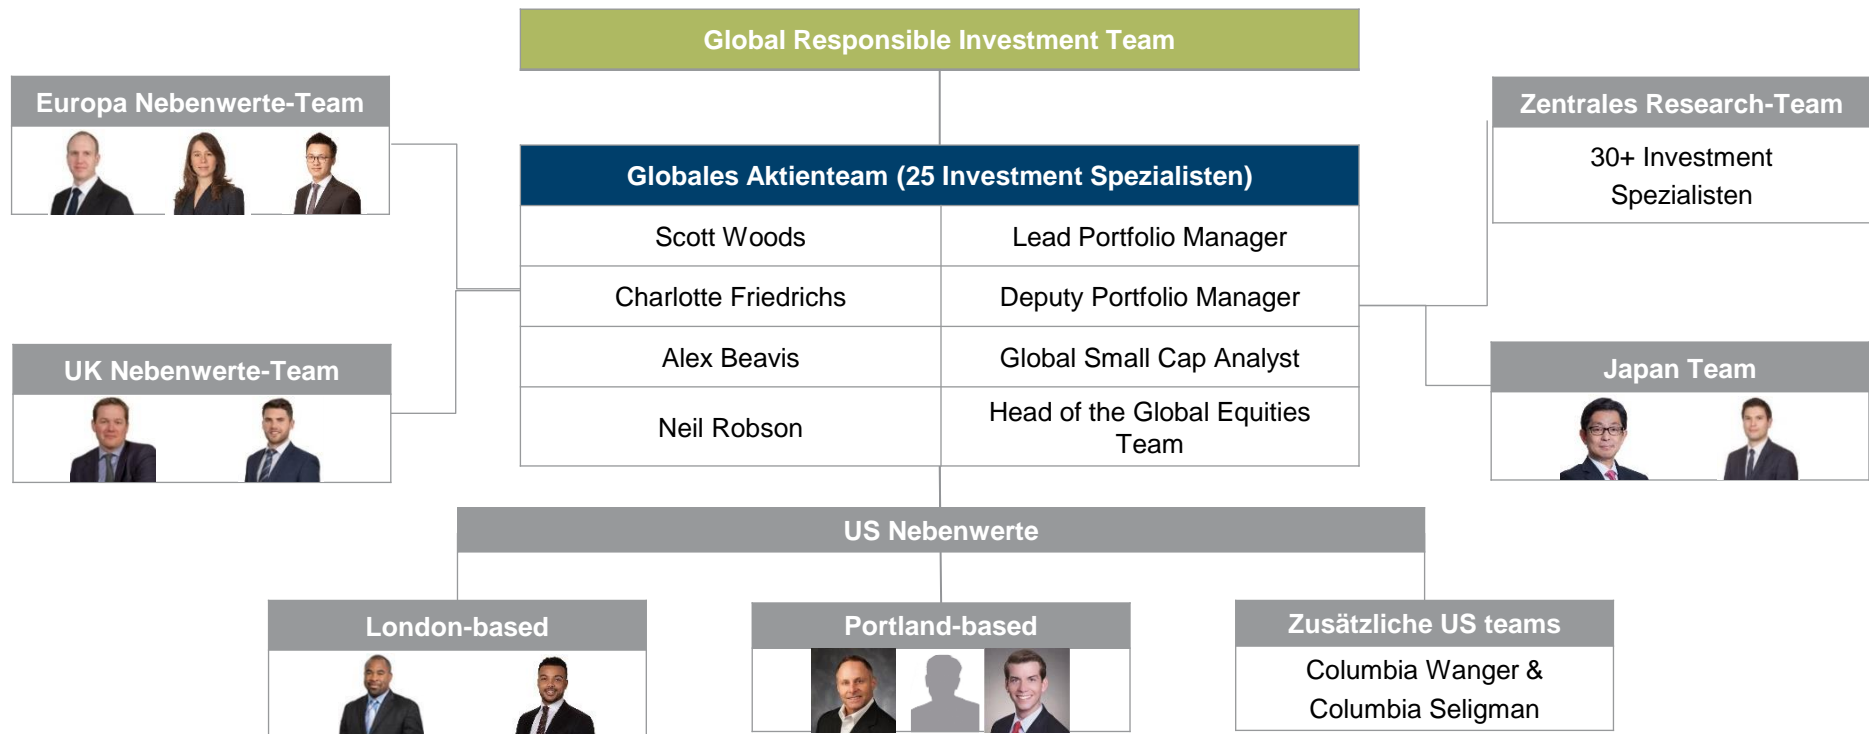 Global Responsible Investment Team
Europa Nebenwerte-Team
Zentrales Research-Team
30+ Investment
Spezialisten
Globales Aktienteam (25 Investment Spezialisten)
Scott Woods
Lead Portfolio Manager
Charlotte Friedrichs
Deputy Portfolio Manager
Alex Beavis
Global Small Cap Analyst
Neil Robson
Head of the Global Equities
Team
UK Nebenwerte-Team
Japan Team
US Nebenwerte
London-based
Portland-based
Zusätzliche US teams
Columbia Wanger &
Columbia Seligman